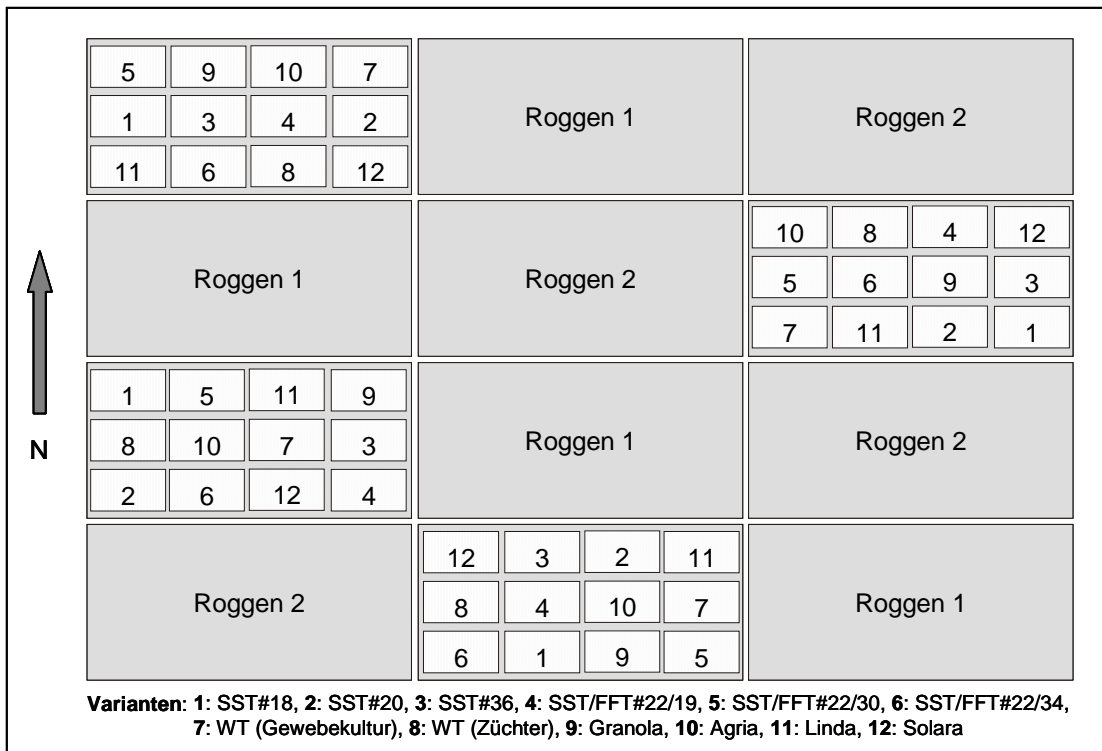 5 9 10 7
1 3 4 2
11 6 8 12
Roggen 1
Roggen 2
Roggen 1
Roggen 2
10 8 4 12
5 6 9 3
7 11 2 1
N
1 5 11 9
8 10 7 3
2 6 12 4
Roggen 1
Roggen 2
Roggen 2
12 3 2 11
8 4 10 7
6 1 9 5
Roggen 1
Varianten: 1: SST#18, 2: SST#20, 3: SST#36, 4: SST/FFT#22/19, 5: SST/FFT#22/30, 6: SST/FFT#22/34,
7: WT (Gewebekultur), 8: WT (Züchter), 9: Granola, 10: Agria, 11: Linda, 12: Solara